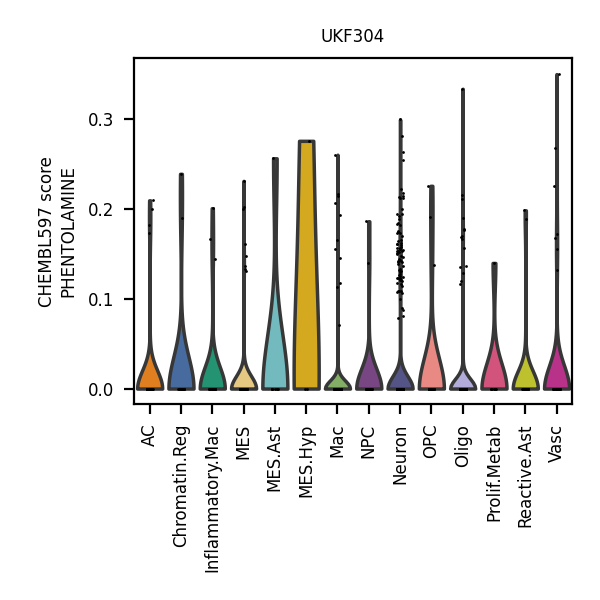 UKF304
CHEMBL597 score
PHENTOLAMINE
0.3
0.2
0.1
0.0
AC
Chromatin.Reg
Inflammatory.Mac
MES
MES.Ast
MES.Hyp
Mac
NPC
Neuron
OPC
Oligo
Prolif.Metab
Reactive.Ast
Vasc